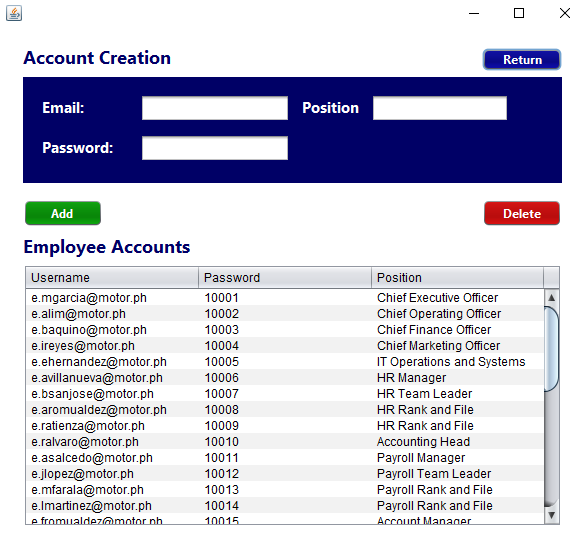 Account Creation Return
Email: Position
Password:
Add Delete
Employee Accounts
Username Password Position
e.mgarcia@motor.ph 10001 Chief Executive Officer
e.alim@motor.ph 10002 Chief Operating Officer
e.baquino@motor.ph 10003 Chief Finance Officer
e.ireyes@motor.ph 10004 Chief Marketing Officer
e.ehernandez@motor.ph 10005 IT Operations and Systems
e.avillanueva@motor.ph 10006 HR Manager
e.bsanjose@motor.ph 10007 HR Team Leader
e.aromualdez@motor.ph 10008 HR Rank and File
e.ratienza@motor.ph 10009 HR Rank and File
e.ralvaro@motor.ph 10010 Accounting Head
e.asalcedo@motor.ph 10011 Payroll Manager
e.jlopez@motor.ph 10012 Payroll Team Leader
e.mfarala@motor.ph 10013 Payroll Rank and File
e.lmartinez@motor.ph 10014 Payroll Rank and File
e.fromualdez@motor.ph 10015 Account Manager